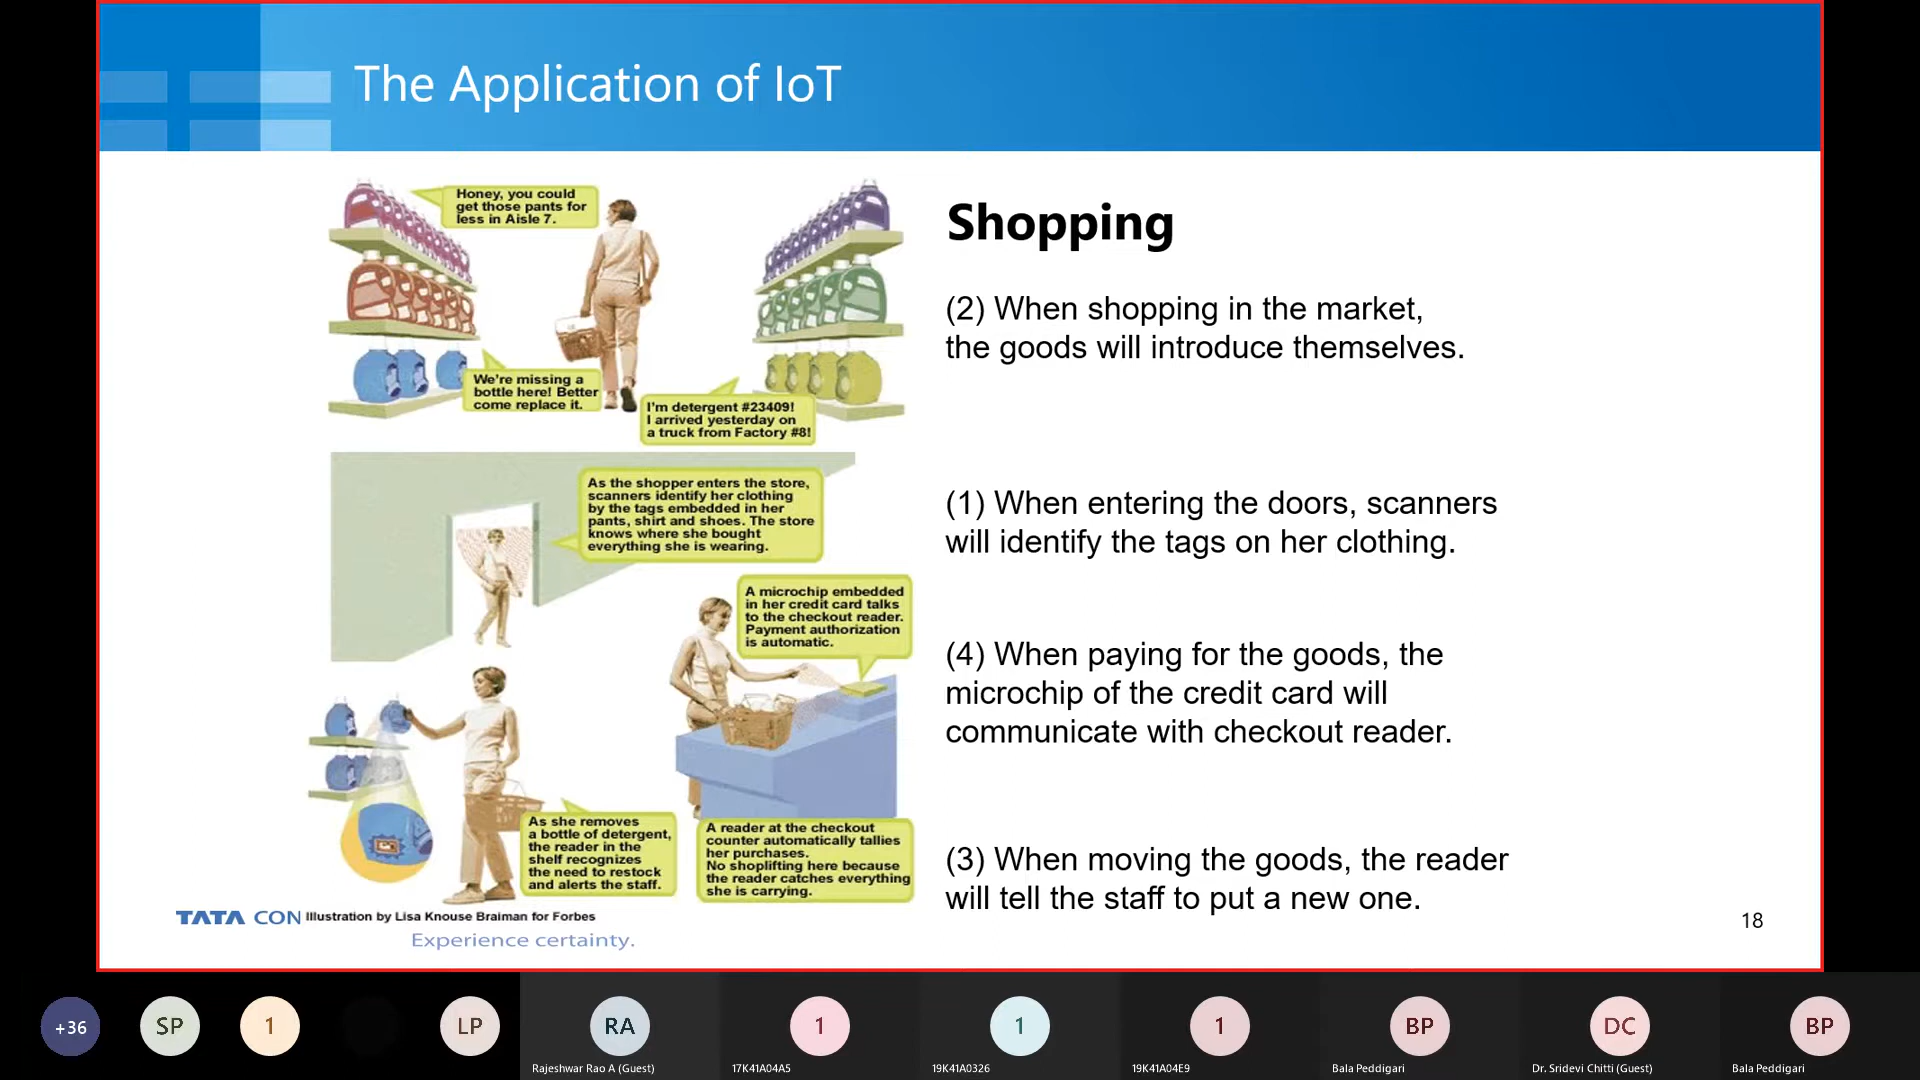 The Application of IoT
Honey, you could
get those pants for
less in Aisle 7.
We're missing a
bottle here! Better
come replace it.
I'm detergent #23409!
I arrived yesterday on
a truck from Factory #8!
Shopping
(2) When shopping in the market,
the goods will introduce themselves.
As the shopper enters the store,
scanners identify her clothing
by the tags embedded in her
pants, shirt and shoes. The store
knows where she bought
everything she is wearing.
(1) When entering the doors, scanners
will identify the tags on her clothing.
A microchip embedded
in her credit card talks
to the checkout reader.
Payment authorization
is automatic.
(4) When paying for the goods, the
microchip of the credit card will
communicate with checkout reader.
As she removes
a bottle of detergent,
the reader in the
shelf recognizes
the need to restock
and alerts the staff.
A reader at the checkout
counter automatically tallies
her purchases.
No shoplifting here because
the reader catches everything
she is carrying.
(3) When moving the goods, the reader
will tell the staff to put a new one.
TATA CON Illustration by Lisa Knouse Braiman for Forbes
Experience certainty.
18
+36
SP
1
LP
RA
1
1
1
BP
DC
BP
Rajeshwar Rao A (Guest)
17K41A04A5
19K41A0326
19K41A04E9
Bala Peddigari
Dr. Sridevi Chitti (Guest)
Bala Peddigari